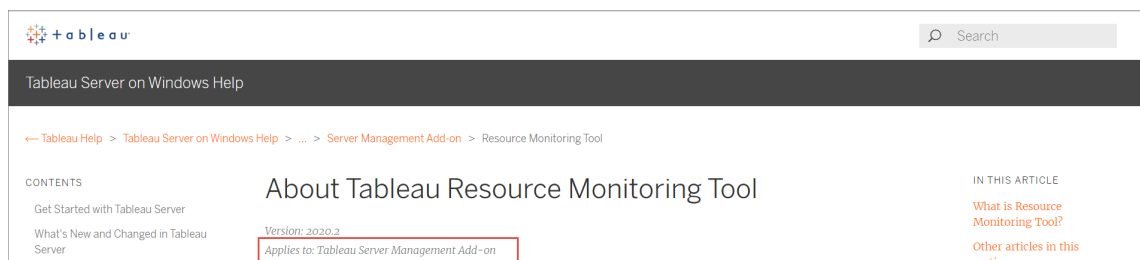 + a b | e a u
Search
Tableau Server on Windows Help
← Tableau Help > Tableau Server on Windows Help > ... > Server Management Add-on > Resource Monitoring Tool
CONTENTS
Get Started with Tableau Server
What's New and Changed in Tableau
Server
About Tableau Resource Monitoring Tool
Version: 2020.2
Applies to: Tableau Server Management Add-on
IN THIS ARTICLE
What is Resource
Monitoring Tool?
Other articles in this